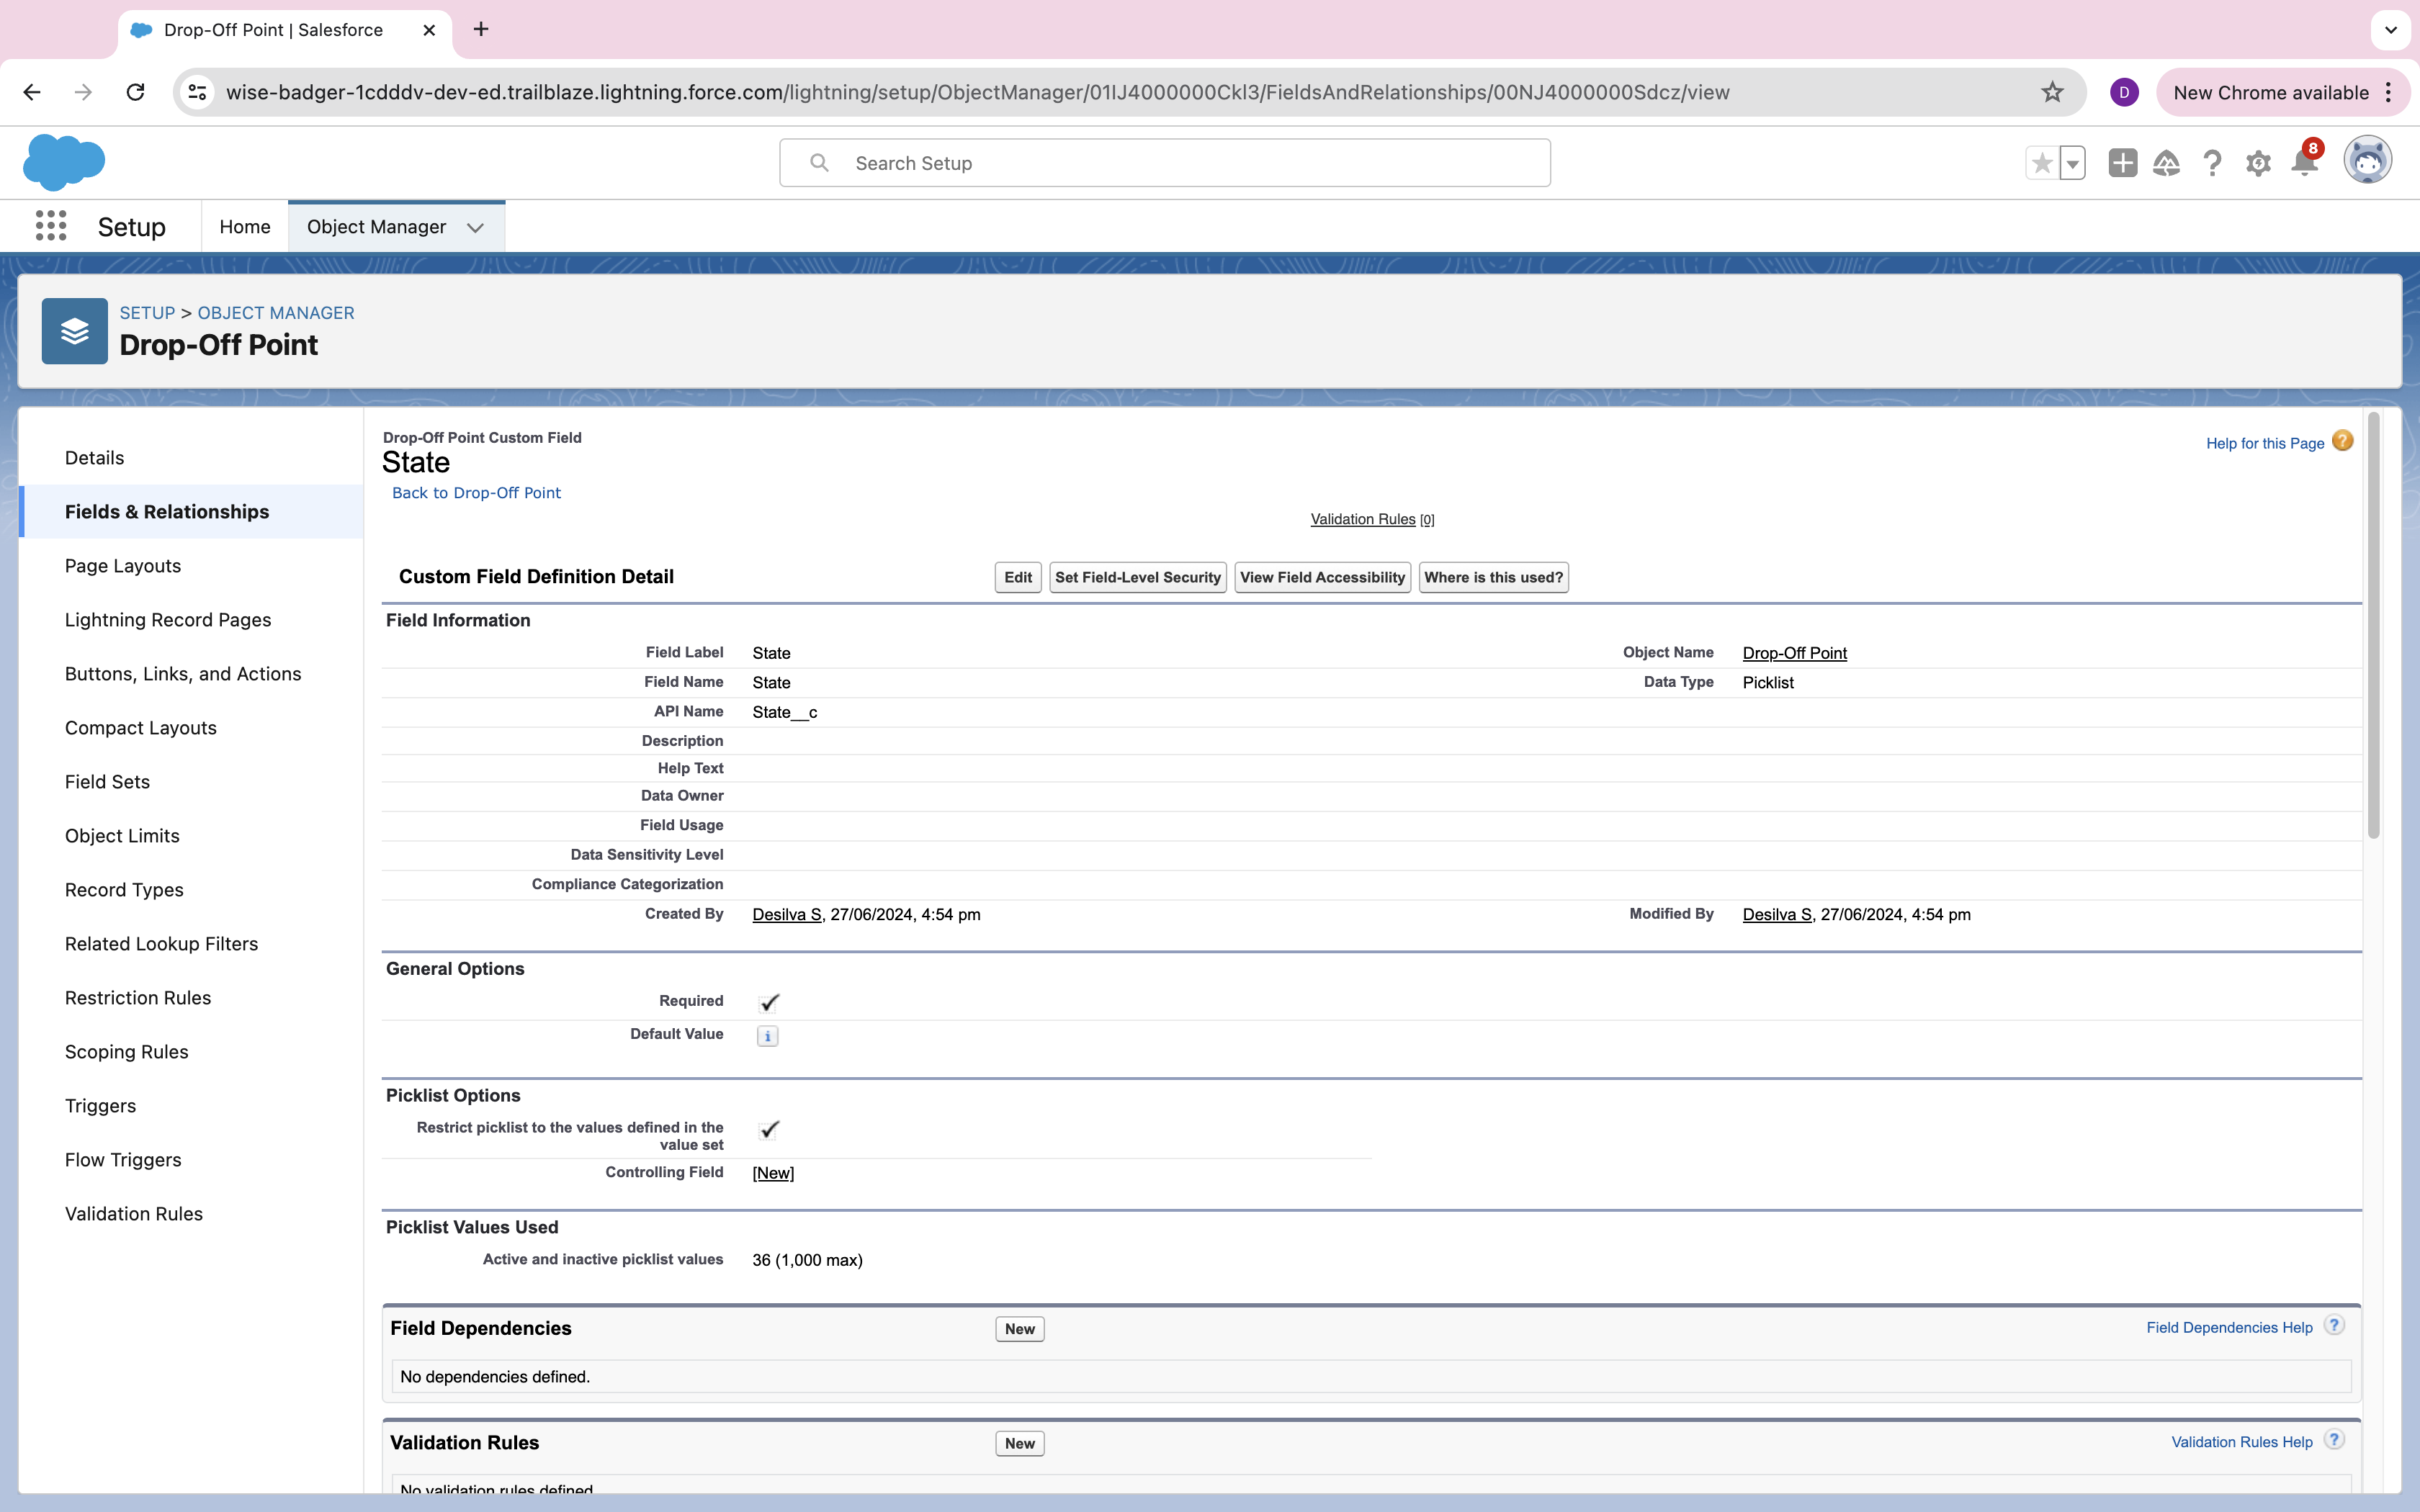 Drop-Off Point | Salesforce
wise-badger-1cdddv-dev-ed.trailblaze.lightning.force.com/lightning/setup/ObjectManager/01IJ4000000Ckl3/FieldsAndRelationships/00NJ4000000Sdcz/view
D
New Chrome available
Search Setup
8
Setup
Home
Object Manager
SETUP > OBJECT MANAGER
Drop-Off Point
Details
Fields & Relationships
Page Layouts
Lightning Record Pages
Buttons, Links, and Actions
Compact Layouts
Field Sets
Object Limits
Record Types
Related Lookup Filters
Restriction Rules
Scoping Rules
Triggers
Flow Triggers
Validation Rules
Drop-Off Point Custom Field
State
Back to Drop-Off Point
Help for this Page ?
Validation Rules [0]
Custom Field Definition Detail Edit Set Field-Level Security View Field Accessibility Where is this used?
Field Information
Field Label State Object Name Drop-Off Point
Field Name State Data Type Picklist
API Name State__c
Description
Help Text
Data Owner
Field Usage
Data Sensitivity Level
Compliance Categorization
Created By Desilva S, 27/06/2024, 4:54 pm Modified By Desilva S, 27/06/2024, 4:54 pm
General Options
Required
Default Value i
Picklist Options
Restrict picklist to the values defined in the
value set
Controlling Field [New]
Picklist Values Used
Active and inactive picklist values 36 (1,000 max)
Field Dependencies New Field Dependencies Help ?
No dependencies defined.
Validation Rules New Validation Rules Help ?
No validation rules defined.